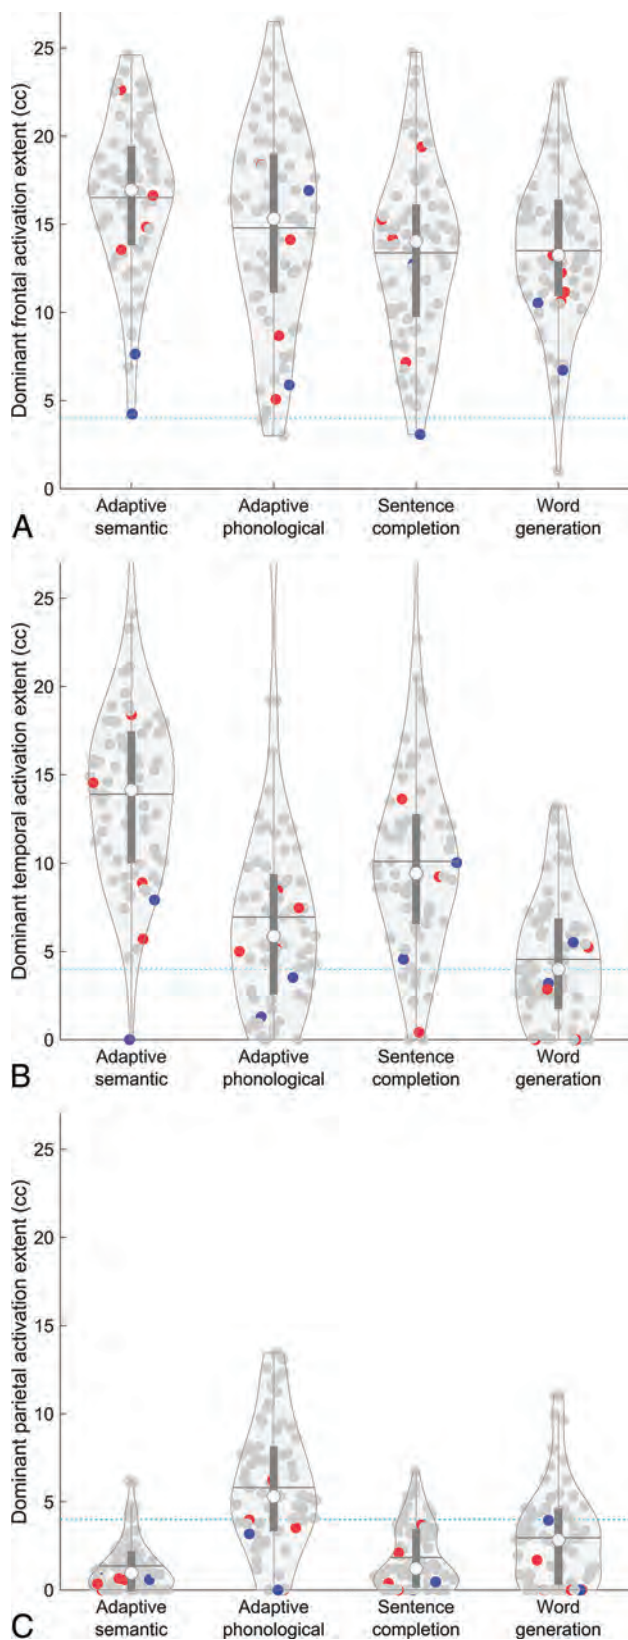 25
20
15
10
5
0
Dominant frontal activation extent (cc)
Adaptive semantic
Adaptive phonological
Sentence completion
Word generation
A
25
20
15
10
5
0
Dominant temporal activation extent (cc)
Adaptive semantic
Adaptive phonological
Sentence completion
Word generation
B
25
20
15
10
5
0
Dominant parietal activation extent (cc)
Adaptive semantic
Adaptive phonological
Sentence completion
Word generation
C